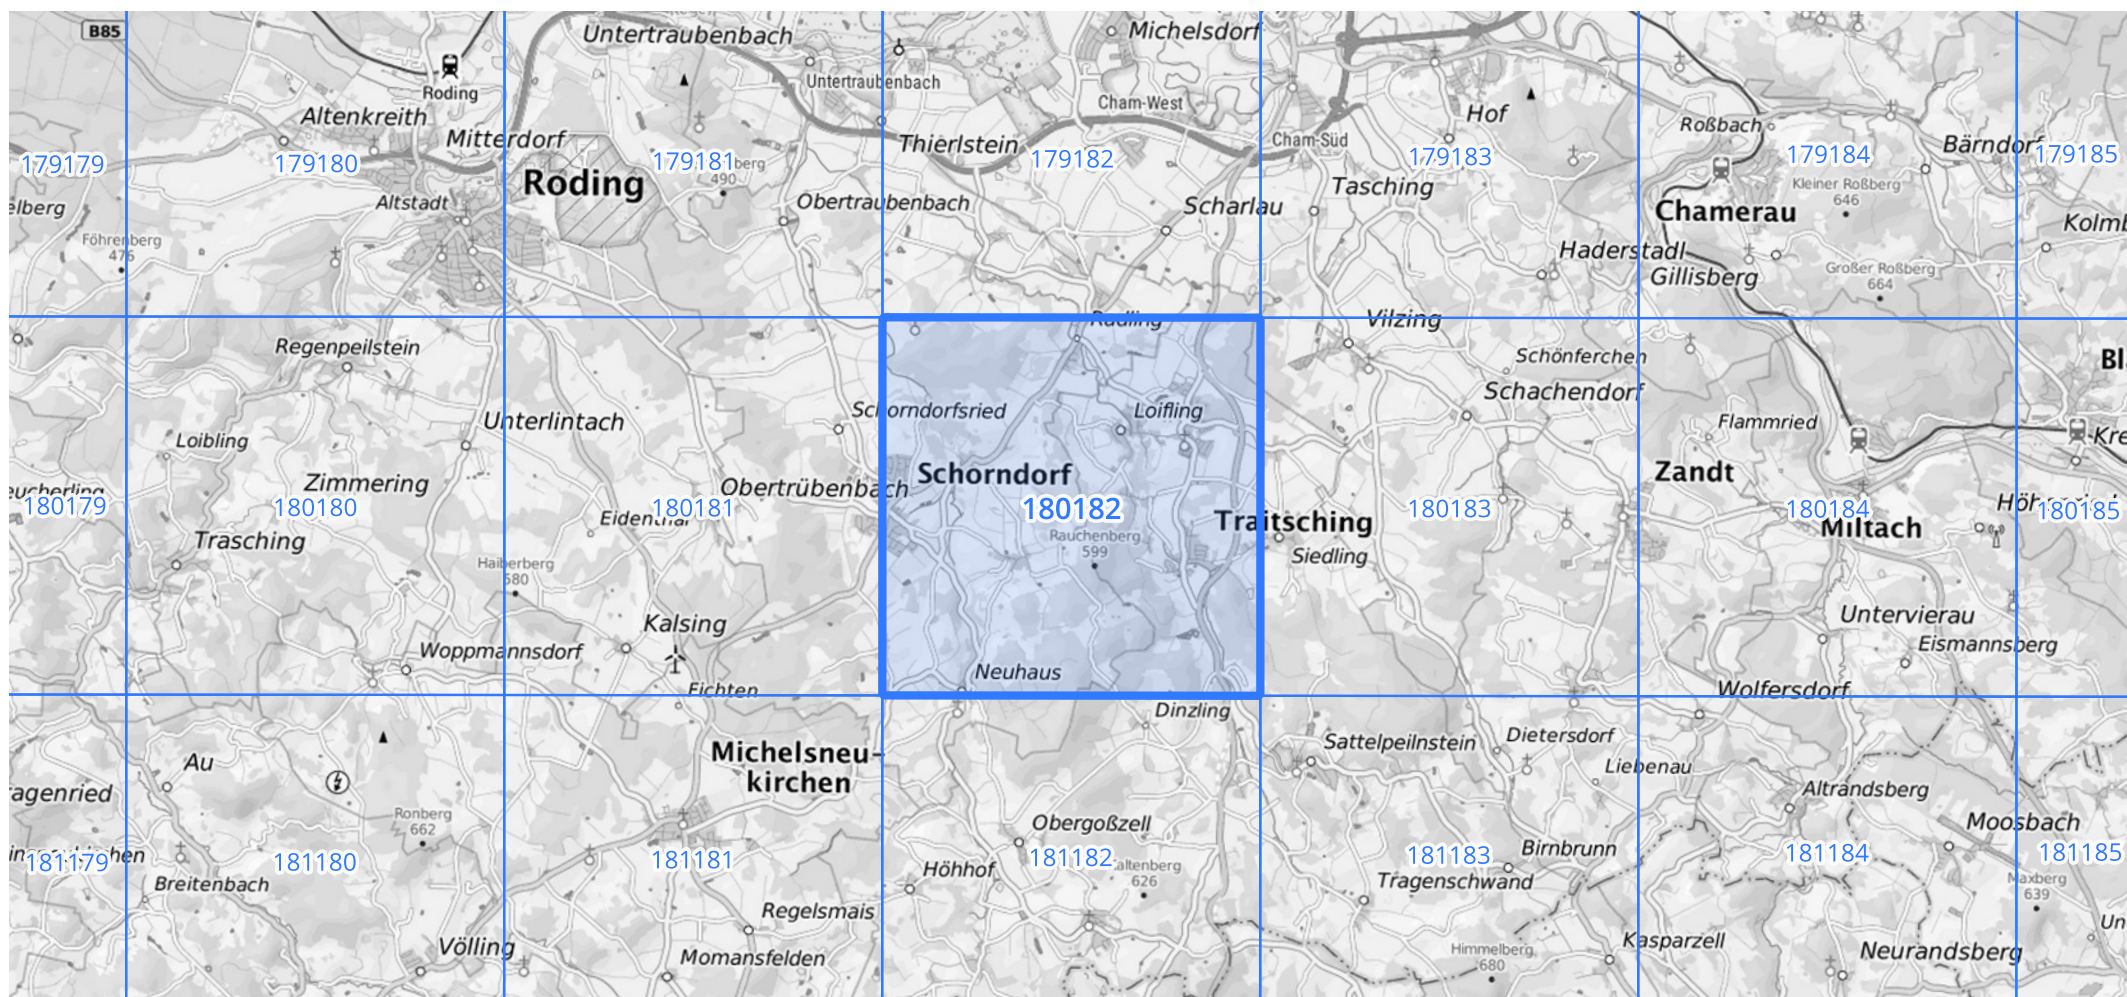 B85
Untertraubenbach
Michelsdorf
Roding
Untertraubenbach
Cham-West
Altenkreith
Mitterdorf
Thierlstein
Cham-Süd
Hof
Roßbach
Bärndorf
179179
179180
179181
490
179182
179183
179184
179185
Roding
Altstadt
Obertraubenbach
Scharlau
Tasching
Kleiner Roßberg
646
Chamerau
Föhrenberg
476
Haderstadl
Gillisberg
Großer Roßberg
664
Regenpeilstein
Vilzing
Schönferchen
Schachendorf
Schorndorfsried
Loifling
Unterlintach
Loibling
Flammried
Zimmering
Obertrübenbach
Schorndorf
Zandt
180179
180180
180181
180182
180183
180184
180185
Traitsching
Miltach
Trasching
Haiberberg
580
Rauchenberg
599
Siedling
Kalsing
Untervierau
Woppmannsdorf
Eismannsberg
Neuhaus
Wolfersdorf
Dinzling
Michelsneu-
kirchen
Sattelpeilnstein
Dietersdorf
Liebenau
Au
Ronberg
662
Altrandsberg
Obergoßzell
Moosbach
181179
181180
181181
181182
181183
181184
181185
Birnbrunn
Höhhof
626
Tragenschwand
Maxberg
639
Breitenbach
Regelsmais
Völling
Momansfelden
Himmelberg
680
Kasparzell
Neurandsberg